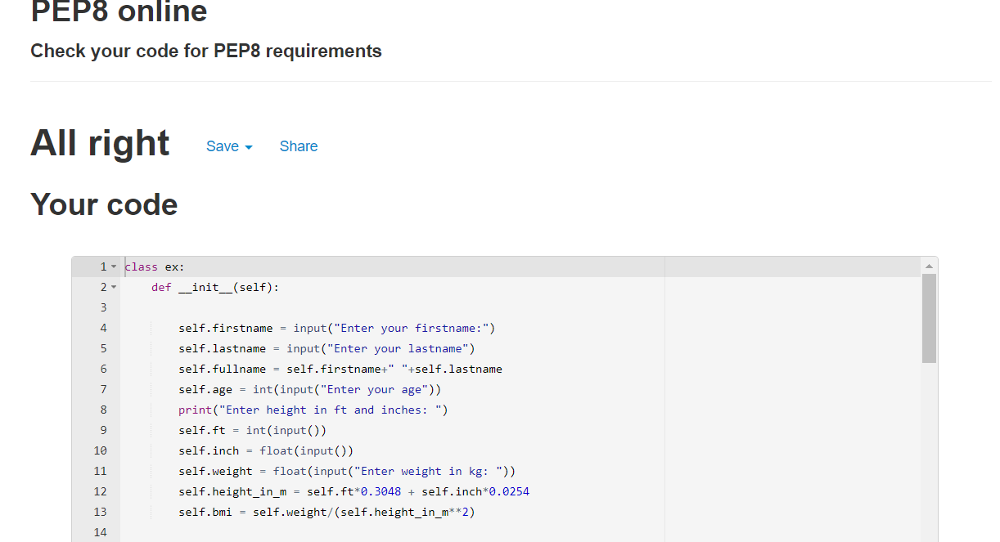 PEP8 online
Check your code for PEP8 requirements
All right Save Share
Your code
1 class ex:
2     def __init__(self):
3
4         self.firstname = input("Enter your firstname:")
5         self.lastname = input("Enter your lastname")
6         self.fullname = self.firstname+" "+self.lastname
7         self.age = int(input("Enter your age"))
8         print("Enter height in ft and inches: ")
9         self.ft = int(input())
10         self.inch = float(input())
11         self.weight = float(input("Enter weight in kg: "))
12         self.height_in_m = self.ft*0.3048 + self.inch*0.0254
13         self.bmi = self.weight/(self.height_in_m**2)
14